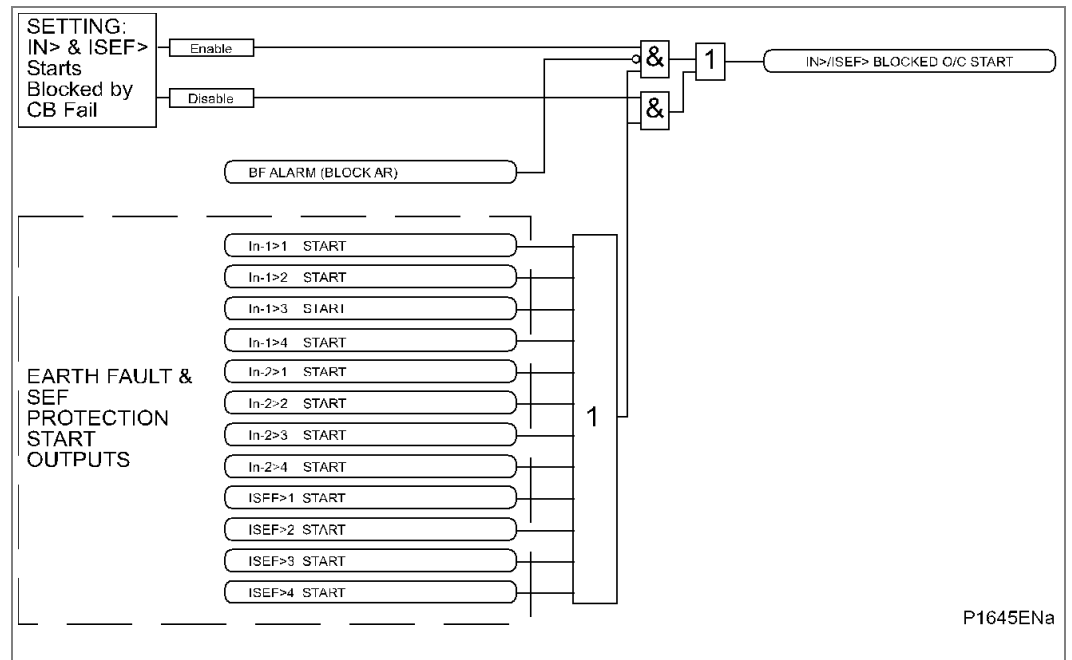 SETTING:
IN> & ISEF>
Starts
Blocked by
CB Fail
Enable
Disable
&
1
IN>/ISEF> BLOCKED O/C START
&
BF ALARM (BLOCK AR)
In-1>1 START
In-1>2 START
In-1>3 START
In-1>4 START
In-2>1 START
In-2>2 START
In-2>3 START
In-2>4 START
ISEF>1 START
ISEF>2 START
ISEF>3 START
ISEF>4 START
EARTH FAULT &
SEF
PROTECTION
START
OUTPUTS
1
P1645ENa